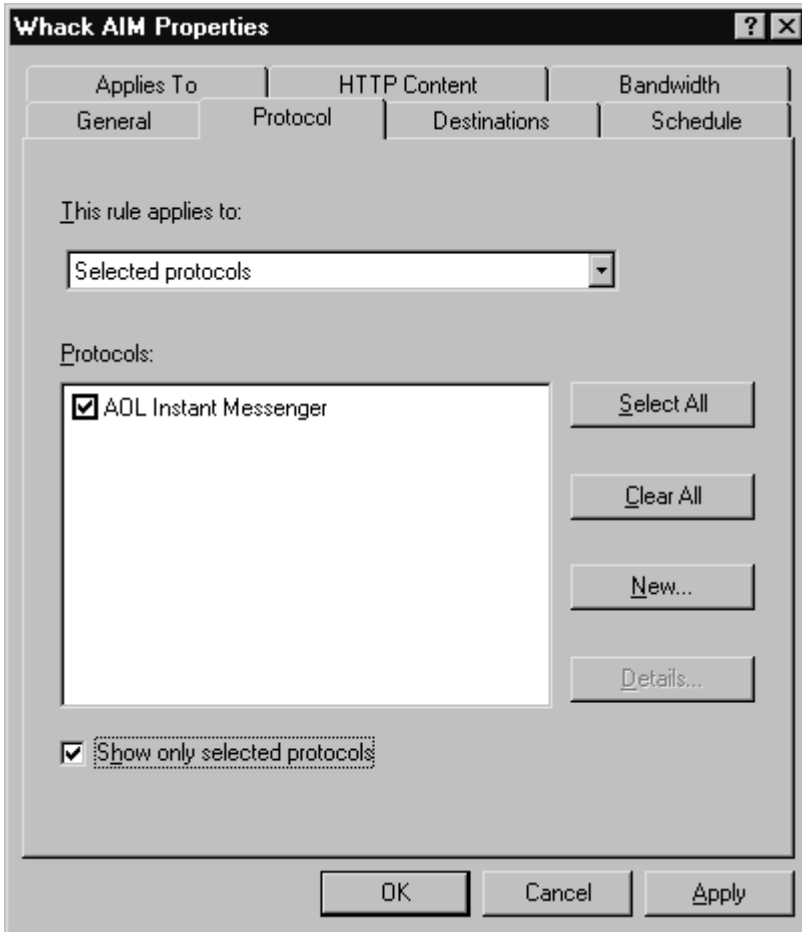 Whack AIM Properties
Applies To HTTP Content Bandwidth
General Protocol Destinations Schedule
This rule applies to:
Selected protocols
Protocols:
AOL Instant Messenger
Select All
Clear All
New...
Details...
Show only selected protocols
OK Cancel Apply